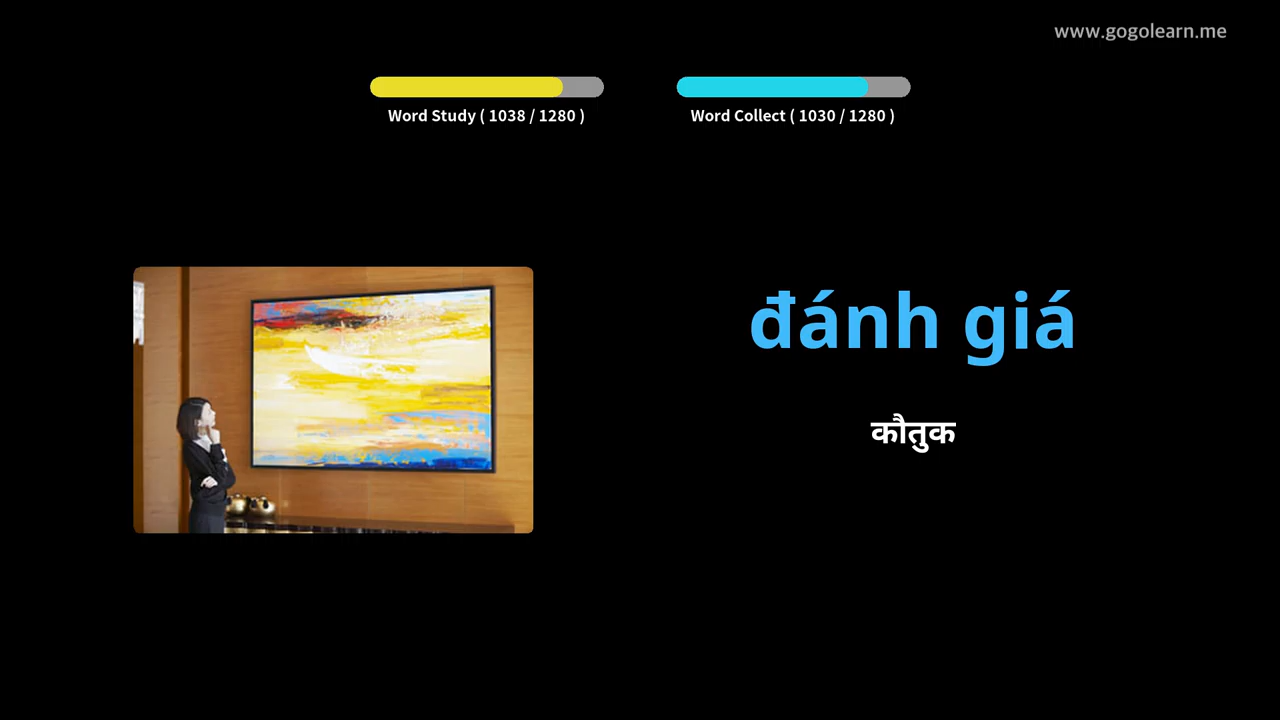 www.gogolearn.me
Word Study ( 1038 / 1280 )
Word Collect ( 1030 / 1280 )
đánh giá
कौतुक